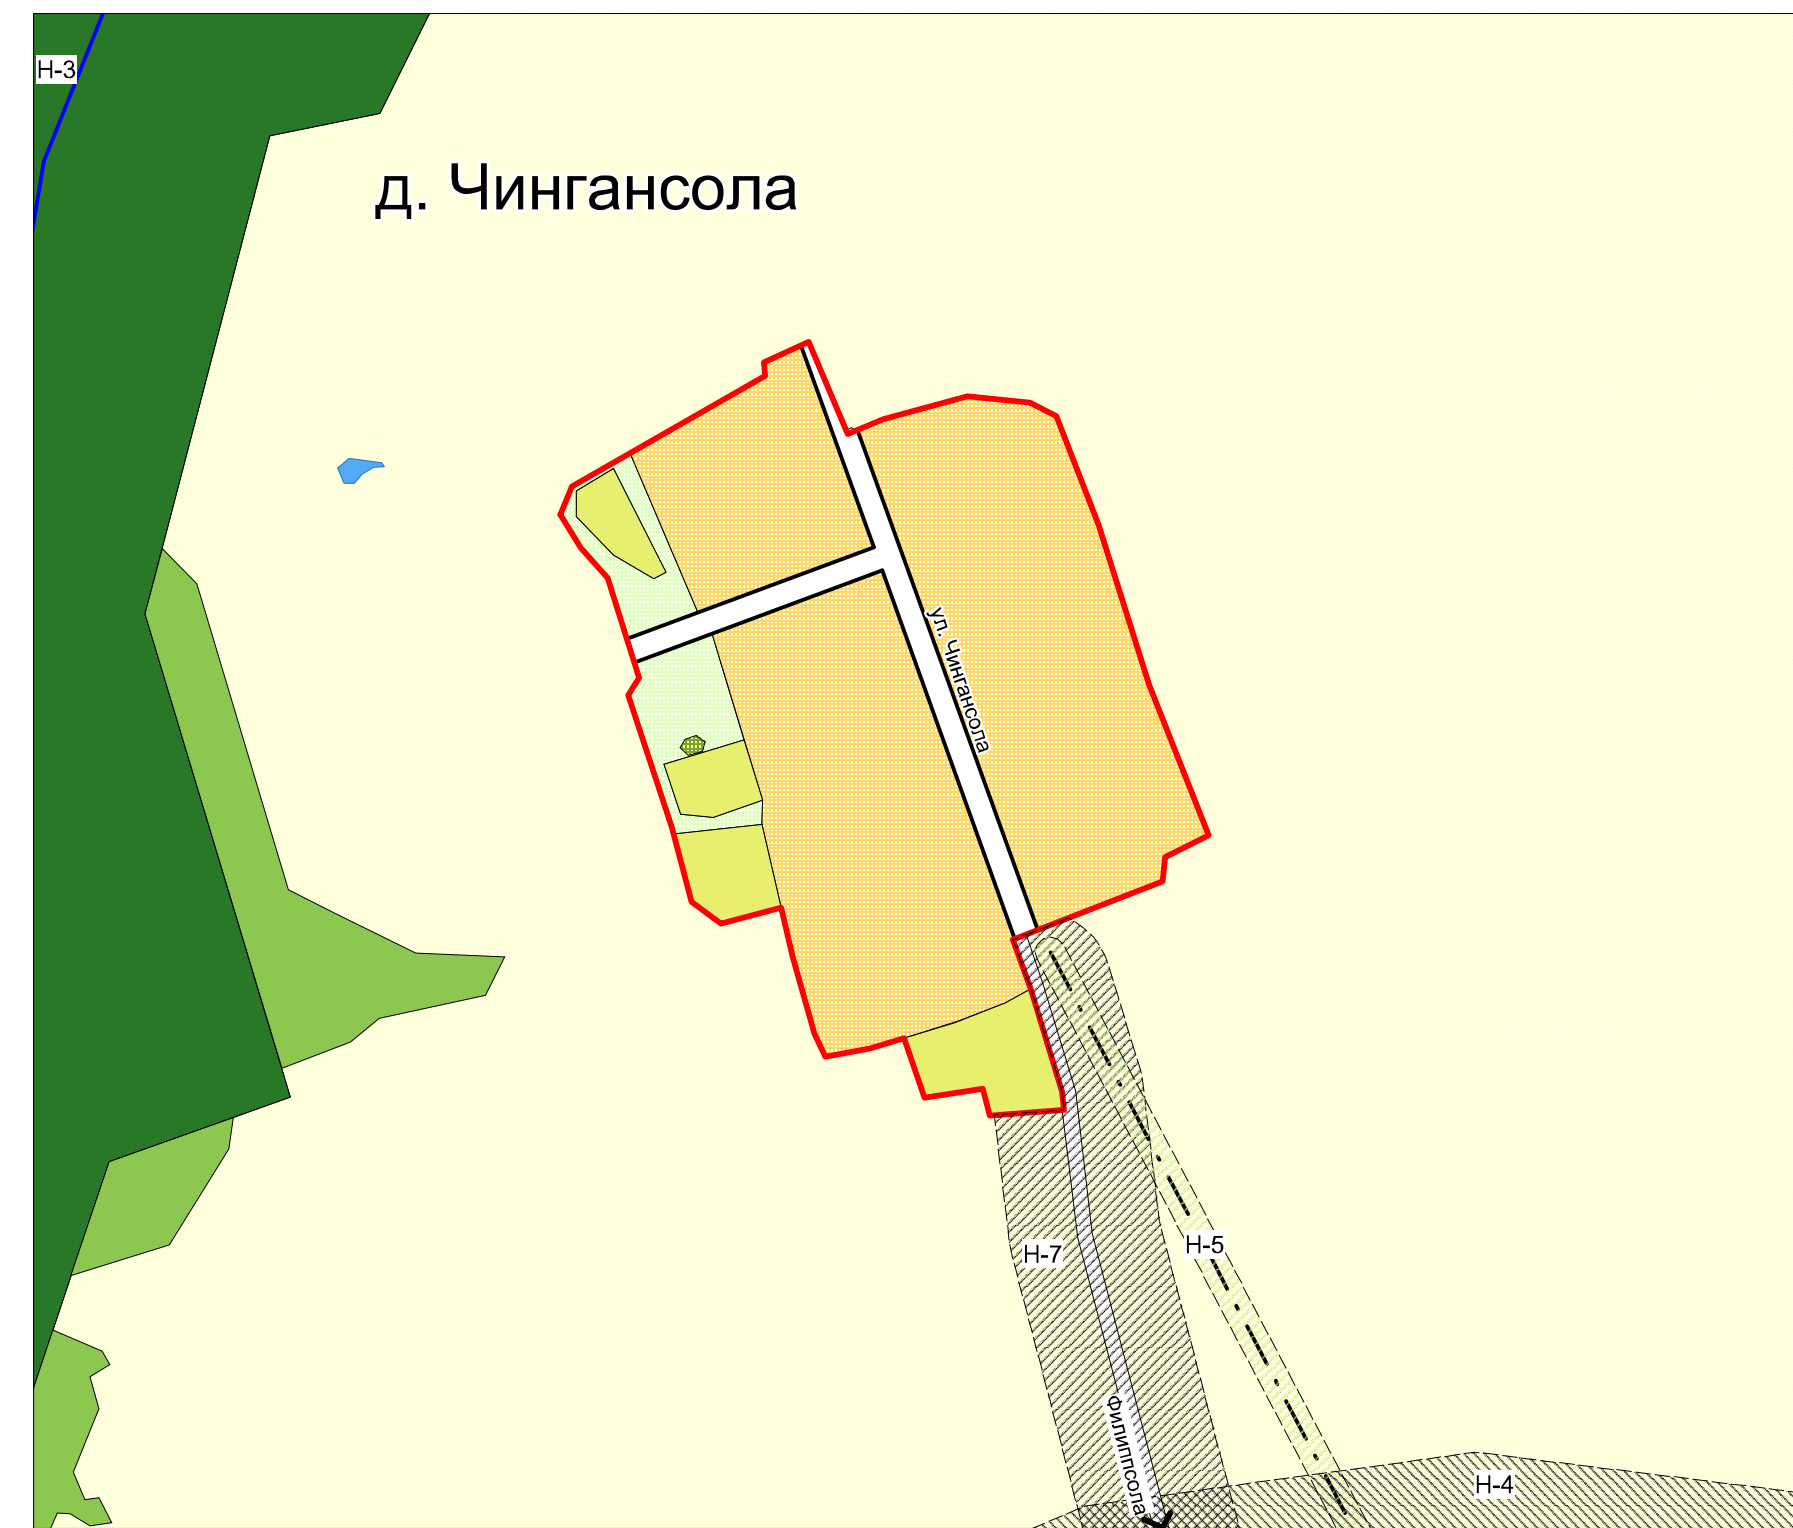 Н-3
д. Чингансола
ул. Чингансола
Н-5
Н-7
Филиппсола
Н-4